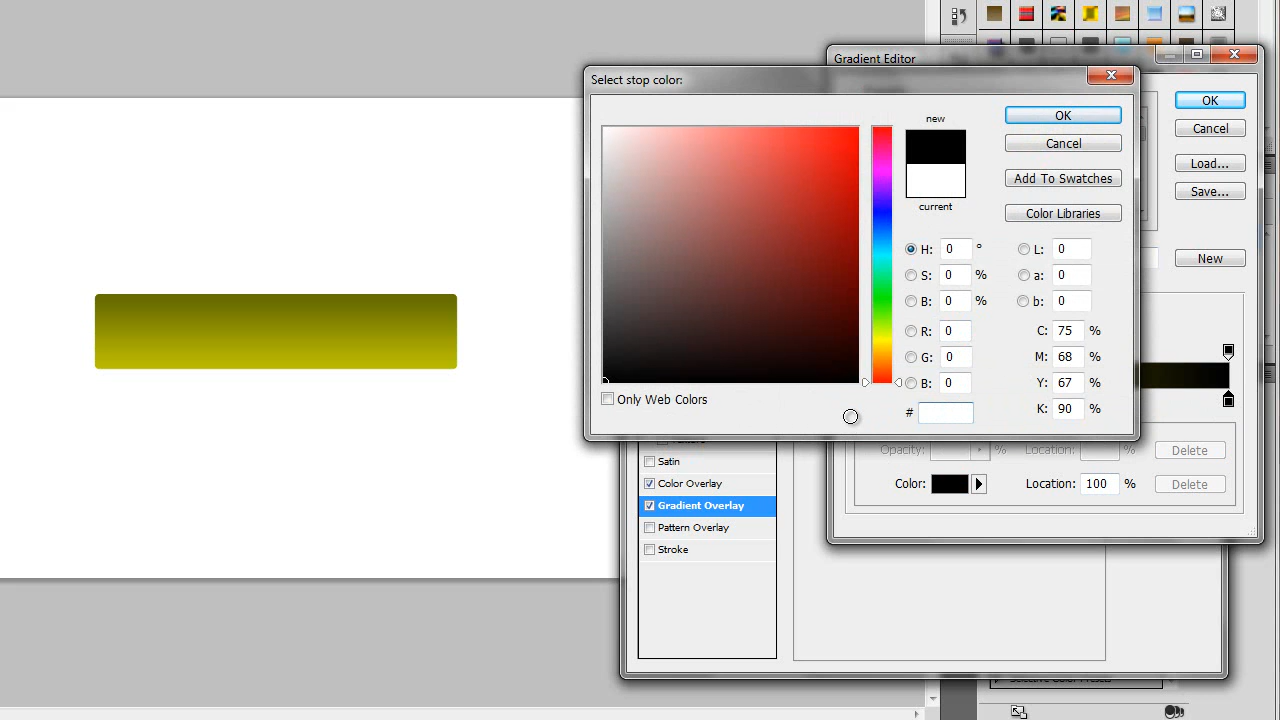 Gradient Editor
Select stop color:
new
current
OK
Cancel
Add To Swatches
Color Libraries
H: 0 °
S: 0 %
B: 0 %
R: 0
G: 0
B: 0
#
L: 0
a: 0
b: 0
C: 75 %
M: 68 %
Y: 67 %
K: 90 %
Only Web Colors
OK
Cancel
Load...
Save...
New
Opacity: %
Location: %
Delete
Color:
Location: 100 %
Delete
Satin
Color Overlay
Gradient Overlay
Pattern Overlay
Stroke